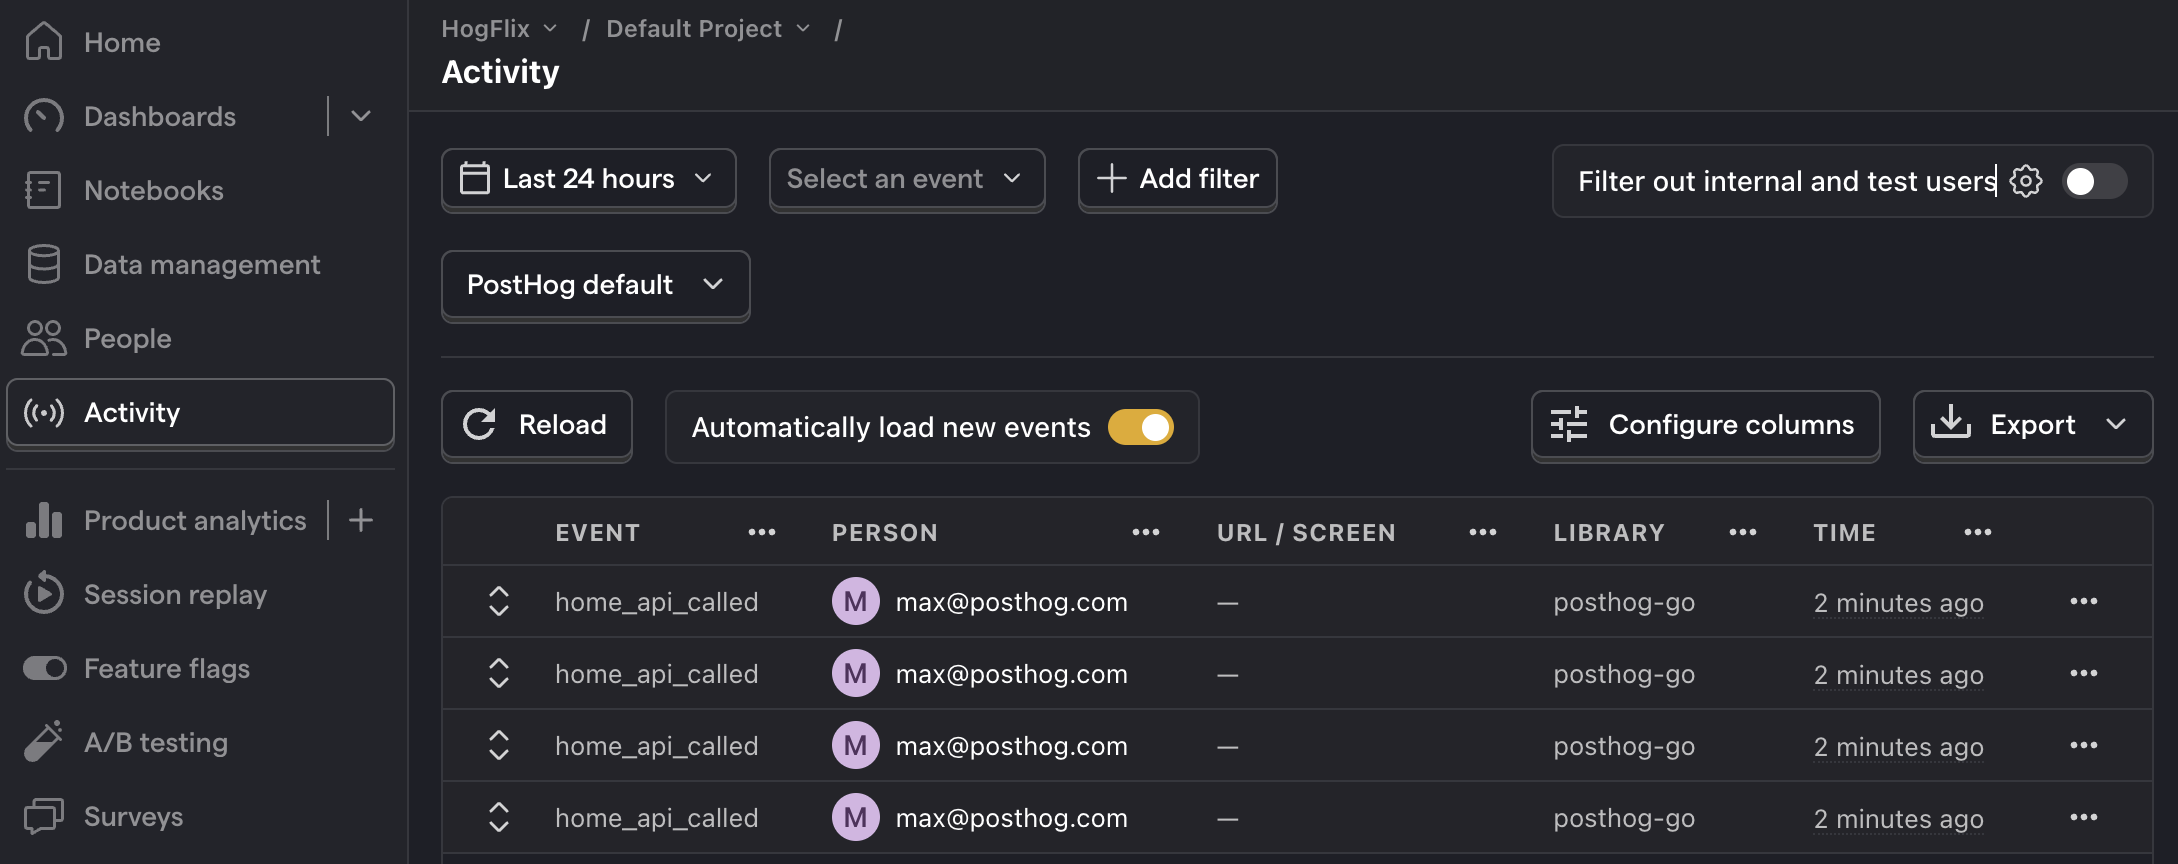 Home
Dashboards
Notebooks
Data management
People
Activity
Product analytics
Session replay
Feature flags
A/B testing
Surveys
HogFlix / Default Project /
Activity
Last 24 hours Select an event Add filter Filter out internal and test users
PostHog default
Reload Automatically load new events Configure columns Export
EVENT PERSON URL / SCREEN LIBRARY TIME
home_api_called M max@posthog.com — posthog-go 2 minutes ago
home_api_called M max@posthog.com — posthog-go 2 minutes ago
home_api_called M max@posthog.com — posthog-go 2 minutes ago
home_api_called M max@posthog.com — posthog-go 2 minutes ago